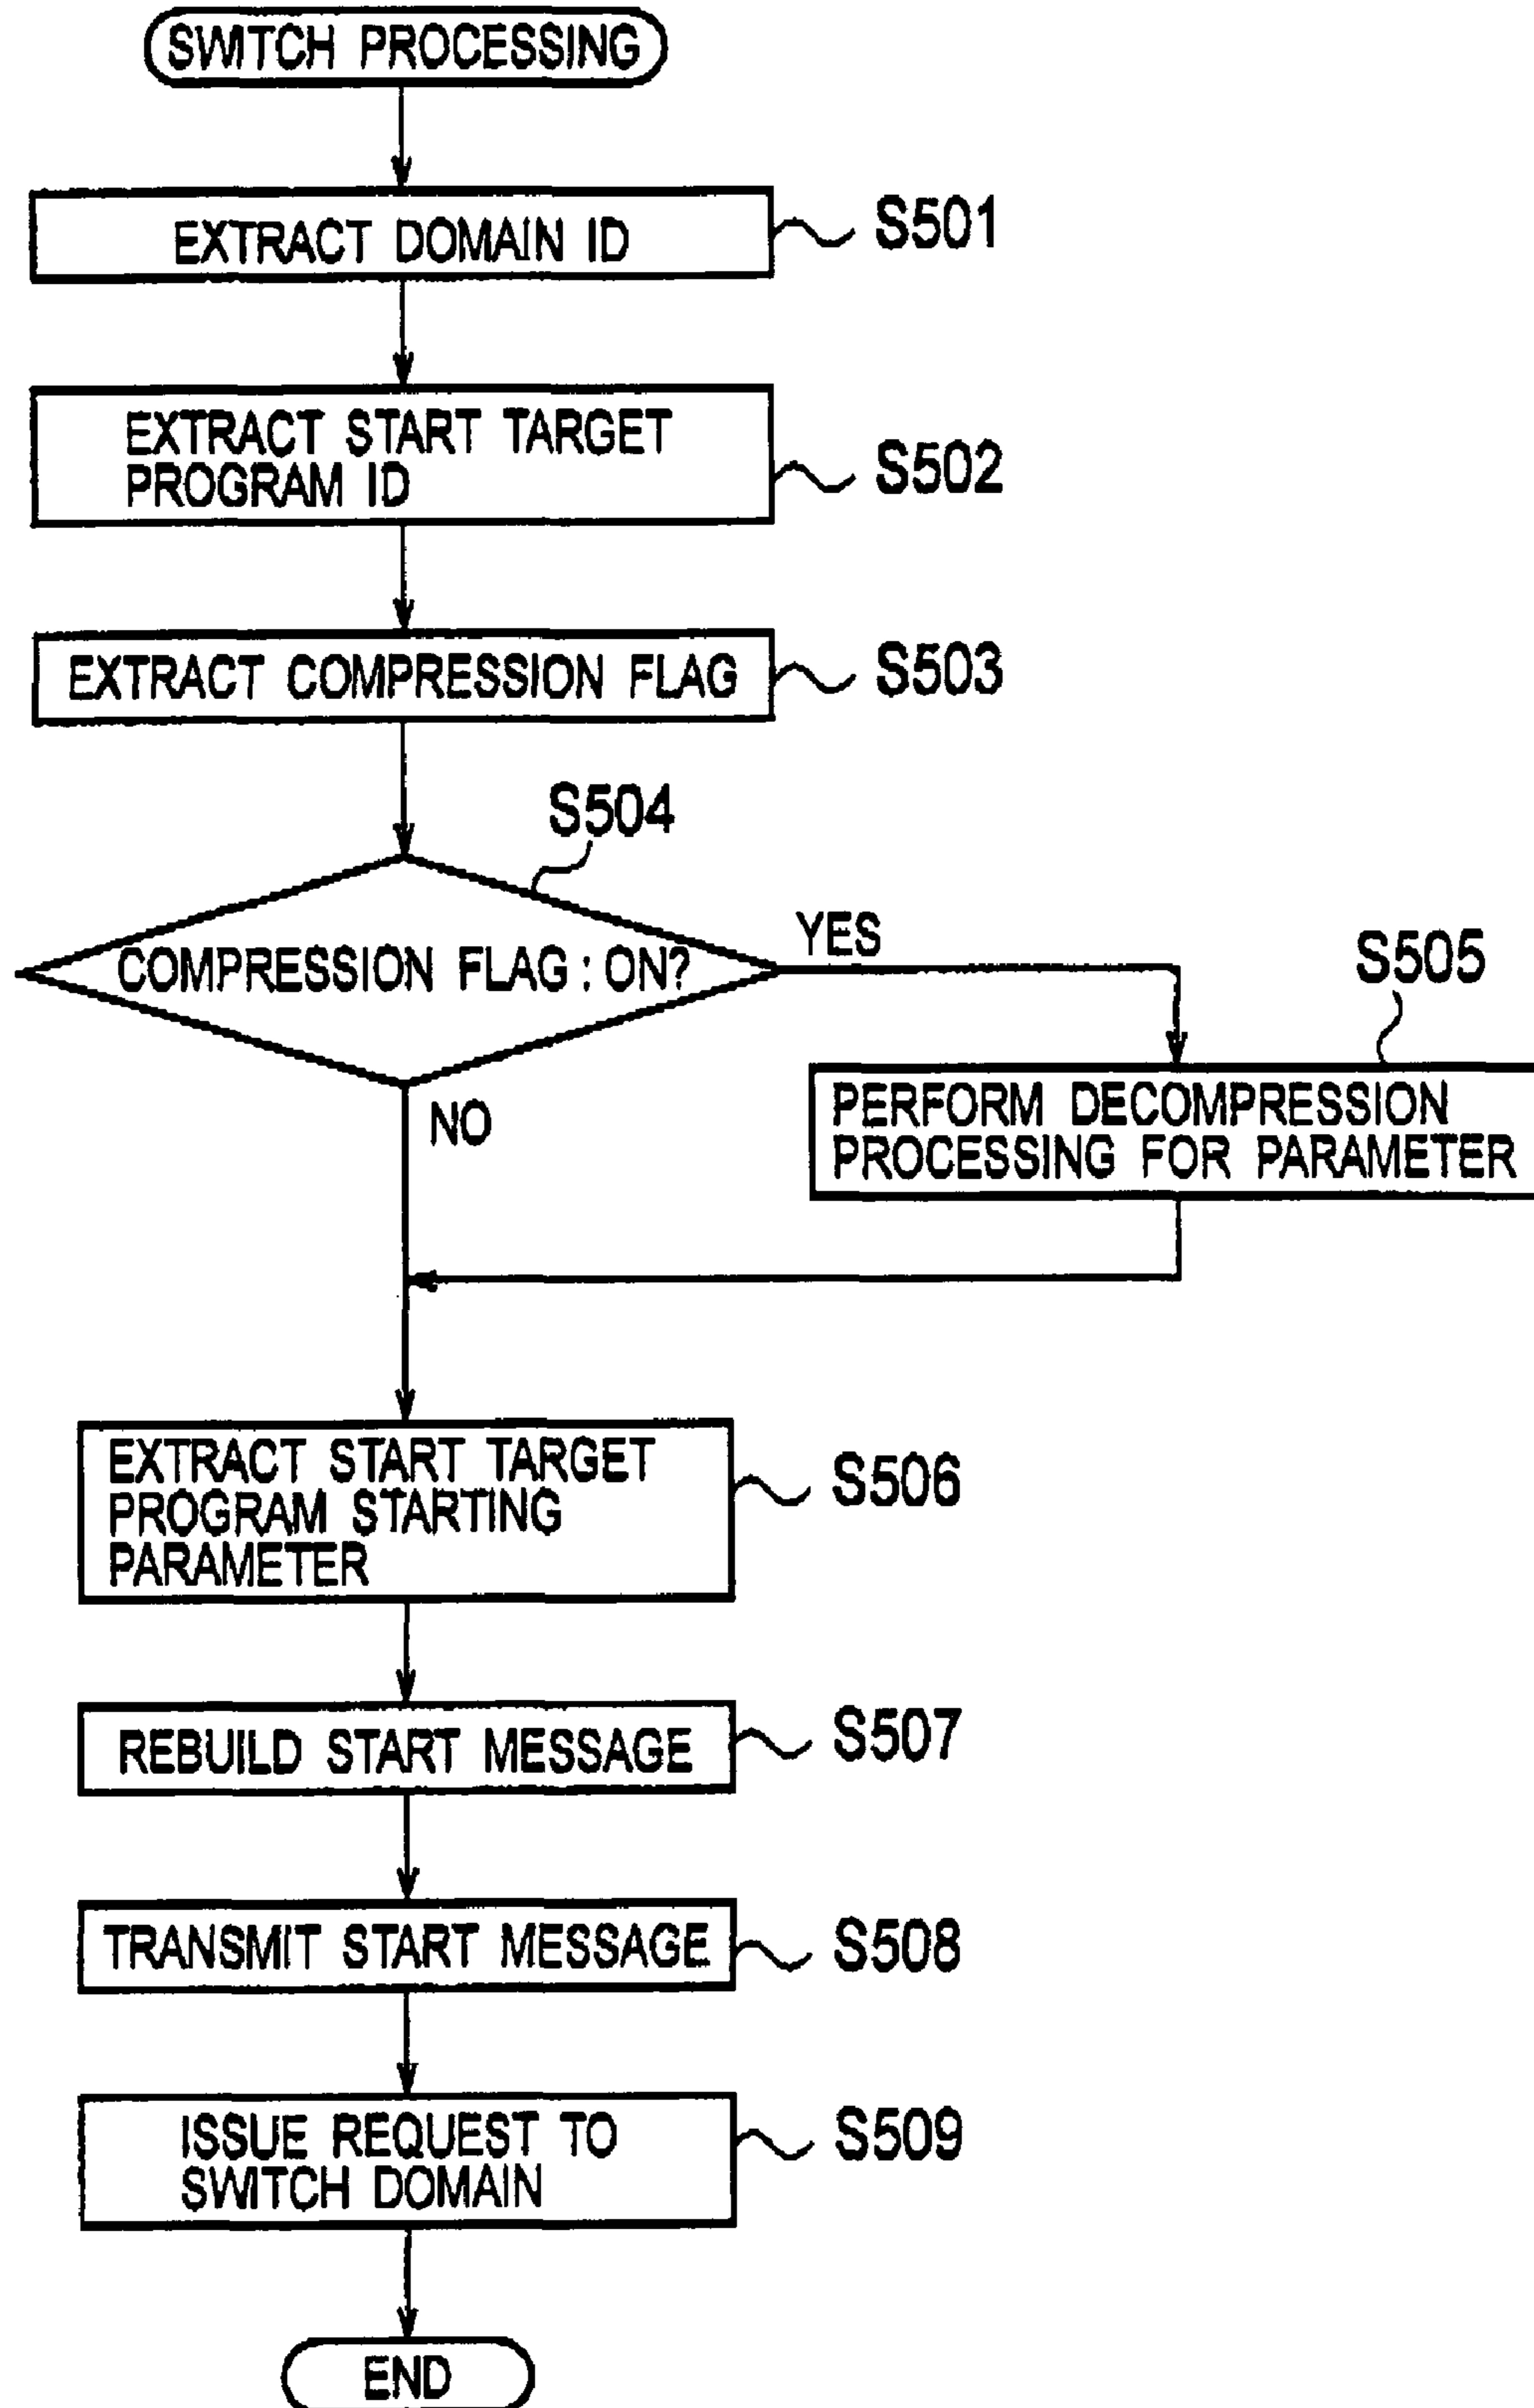 SWITCH PROCESSING
EXTRACT DOMAIN ID
S501
EXTRACT START TARGET
PROGRAM ID
S502
EXTRACT COMPRESSION FLAG
S503
S504
COMPRESSION FLAG : ON?
YES
NO
S505
PERFORM DECOMPRESSION
PROCESSING FOR PARAMETER
EXTRACT START TARGET
PROGRAM STARTING
PARAMETER
S506
REBUILD START MESSAGE
S507
TRANSMIT START MESSAGE
S508
ISSUE REQUEST TO
SWITCH DOMAIN
S509
END